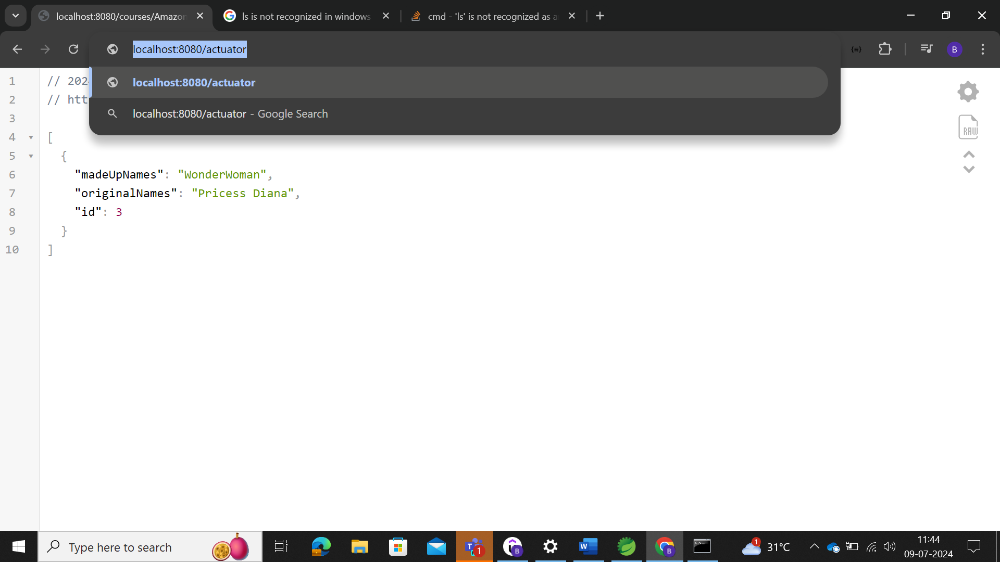 localhost:8080/courses/Amazon
ls is not recognized in windows
cmd - 'ls' is not recognized as a
localhost:8080/actuator
B
localhost:8080/actuator
localhost:8080/actuator - Google Search
1 // 202
2 // htt
3
4 [
5 {
6 "madeUpNames": "WonderWoman",
7 "originalNames": "Pricess Diana",
8 "id": 3
9 }
10 ]
RAW
Type here to search
T
1
B
W
B
C:\
1
31°C
11:44
09-07-2024